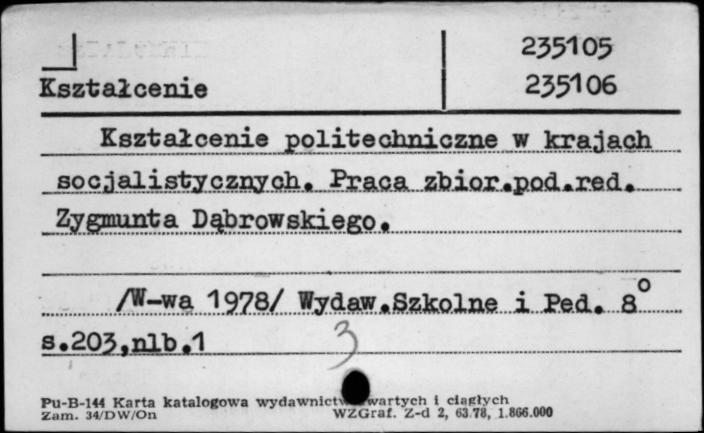 235105
Kształcenie
235106
Kształcenie politechniczne w krajach
socjalistycznych. Praca zbior.pod.red.
Zygmunta Dąbrowskiego.
/W-wa 1978/ Wydaw.Szkolne i Ped. 8°
s.203,nlb.1
3
Pu-B-144 Karta katalogowa wydawnictw wartych i ciągłych
Zam. 34/DW/On WZGraf. Z-d 2, 63.78, 1.866.000